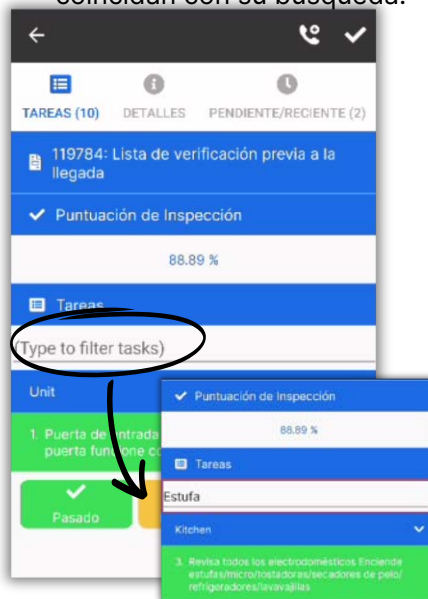 coincidan con su búsqueda.
TAREAS (10) DETALLES PENDIENTE/RECIENTE (2)
119784: Lista de verificación previa a la
llegada
Puntuación de Inspección
88.89 %
Tareas
(Type to filter tasks)
Unit
1. Puerta de entrada
puerta funcione
Pasado
Puntuación de Inspección
88.89 %
Tareas
Estufa
Kitchen
3. Revisa todos los electrodomésticos Enciende
estufas/micro/tostadoras/secadores de pelo/
refrigeradores/lavavajillas